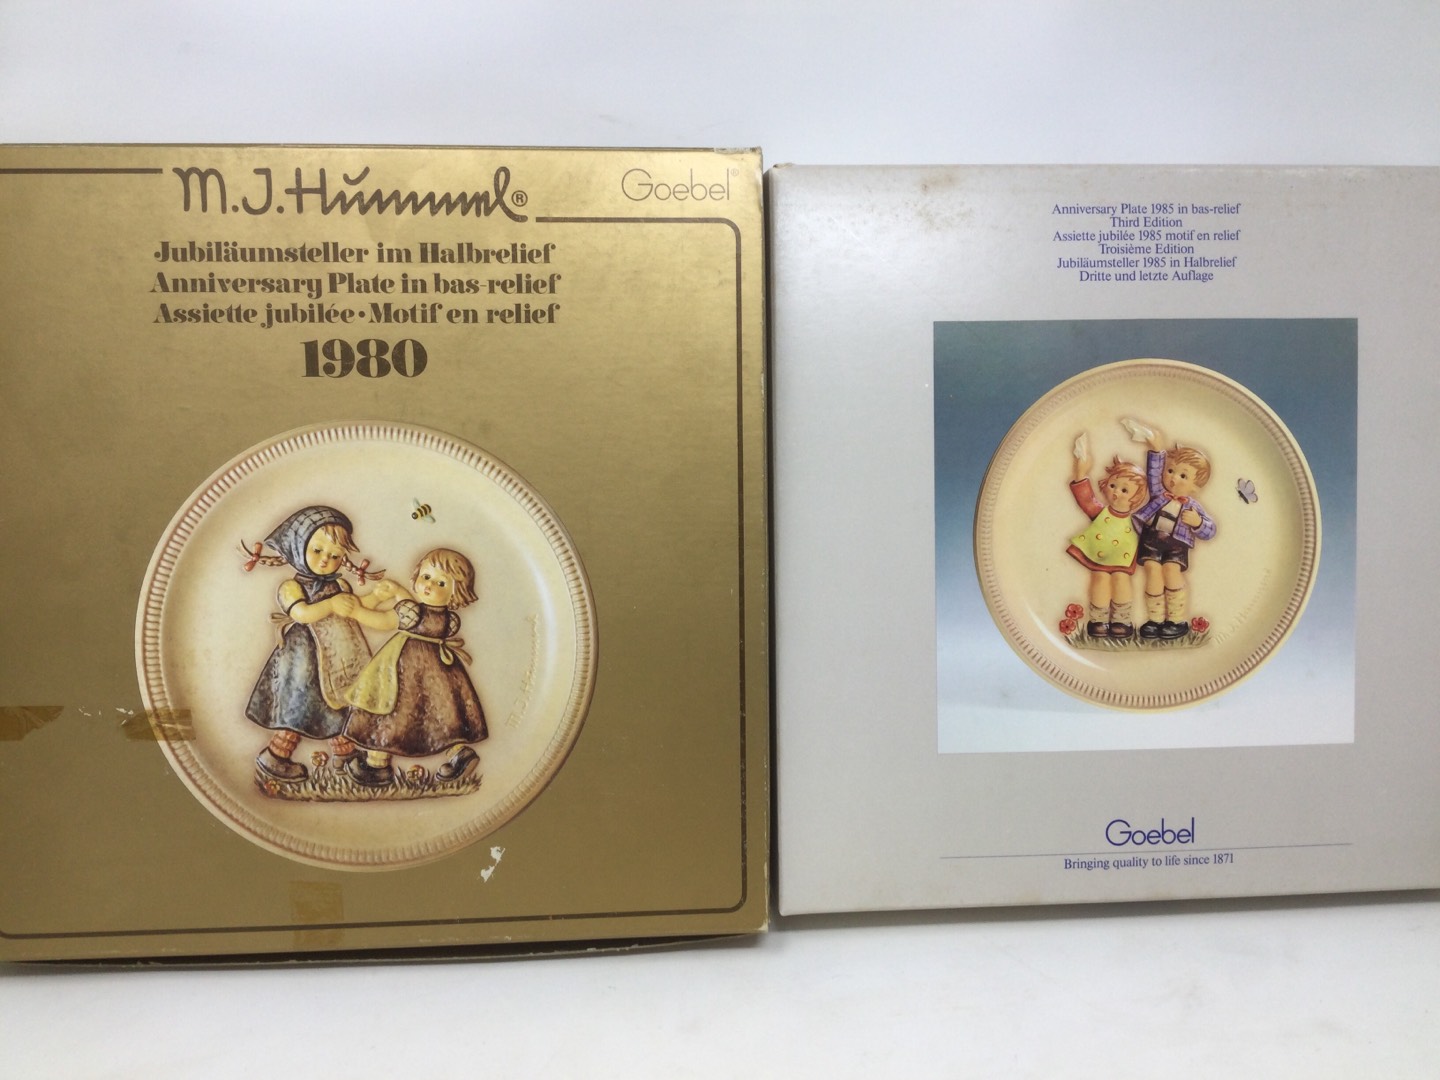 M.J. Hummel®
Goebel®
Jubiläumsteller im Halbrelief
Anniversary Plate in bas-relief
Assiette jubilée • Motif en relief
1980
M.J. Hummel
Anniversary Plate 1985 in bas-relief
Third Edition
Assiette jubilée 1985 motif en relief
Troisième Edition
Jubiläumsteller 1985 in Halbrelief
Dritte und letzte Auflage
M.J. Hummel
Goebel
Bringing quality to life since 1871